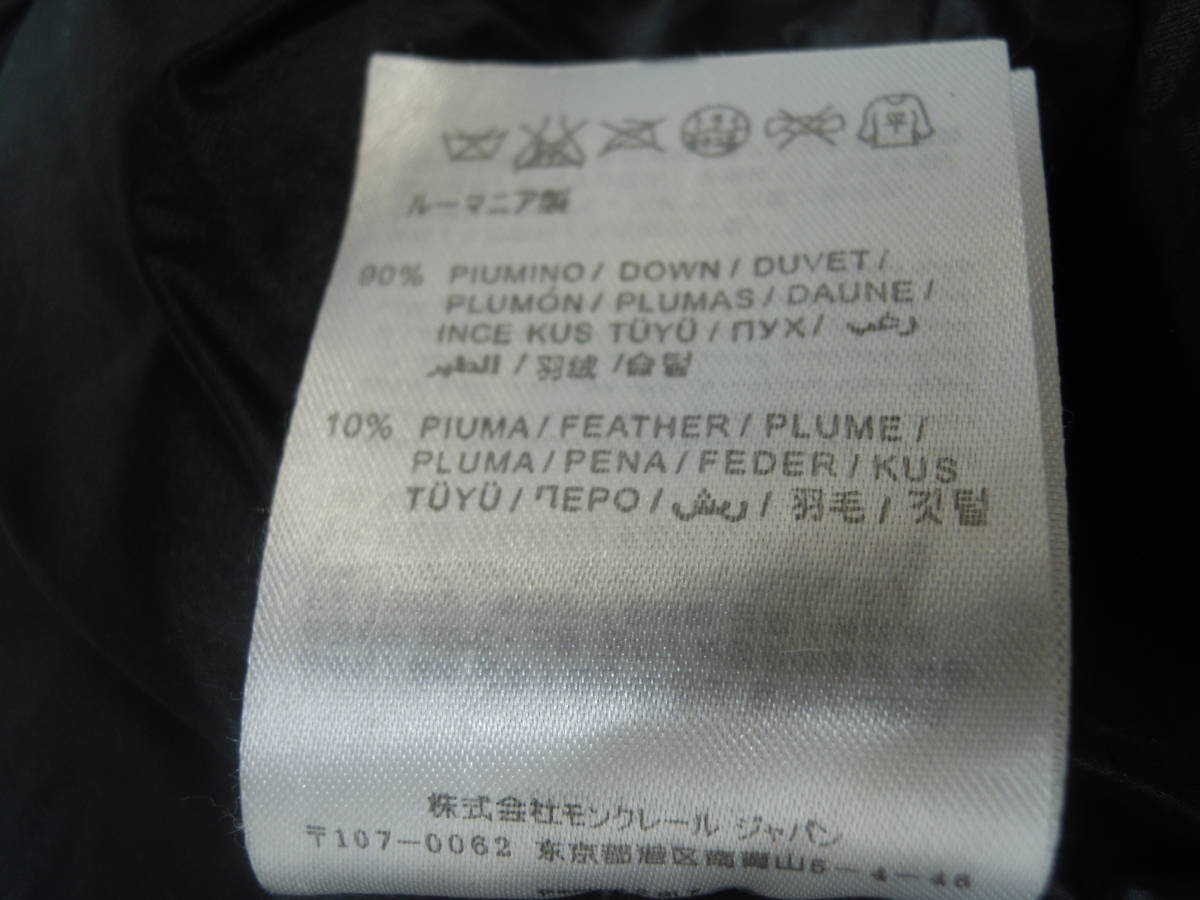 ルーマニア製
90% PIUMINO / DOWN / DUVET /
PLUMÓN / PLUMAS / DAUNE /
INCE KUS TÜYÜ / ПУХ / زغب
الطير / 羽绒 / 솜털
10% PIUMA / FEATHER / PLUME /
PLUMA / PENA / FEDER / KUS
TÜYÜ / ПЕРО / ريش / 羽毛 / 깃털
株式会社モンクレール ジャパン
〒107-0062 東京都港区南青山5-4-46